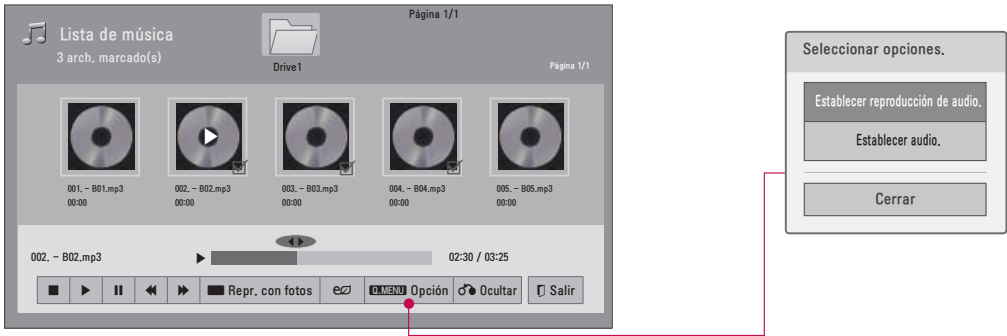 Página 1/1
Lista de música
3 arch. marcado(s)
Drive1
Página 1/1
001. - B01.mp3
00:00
002. - B02.mp3
00:00
003. - B03.mp3
00:00
004. - B04.mp3
00:00
005. - B05.mp3
00:00
002. - B02.mp3
02:30 / 03:25
Repr. con fotos
Q.MENU Opción
Ocultar
Salir
Seleccionar opciones.
Establecer reproducción de audio.
Establecer audio.
Cerrar